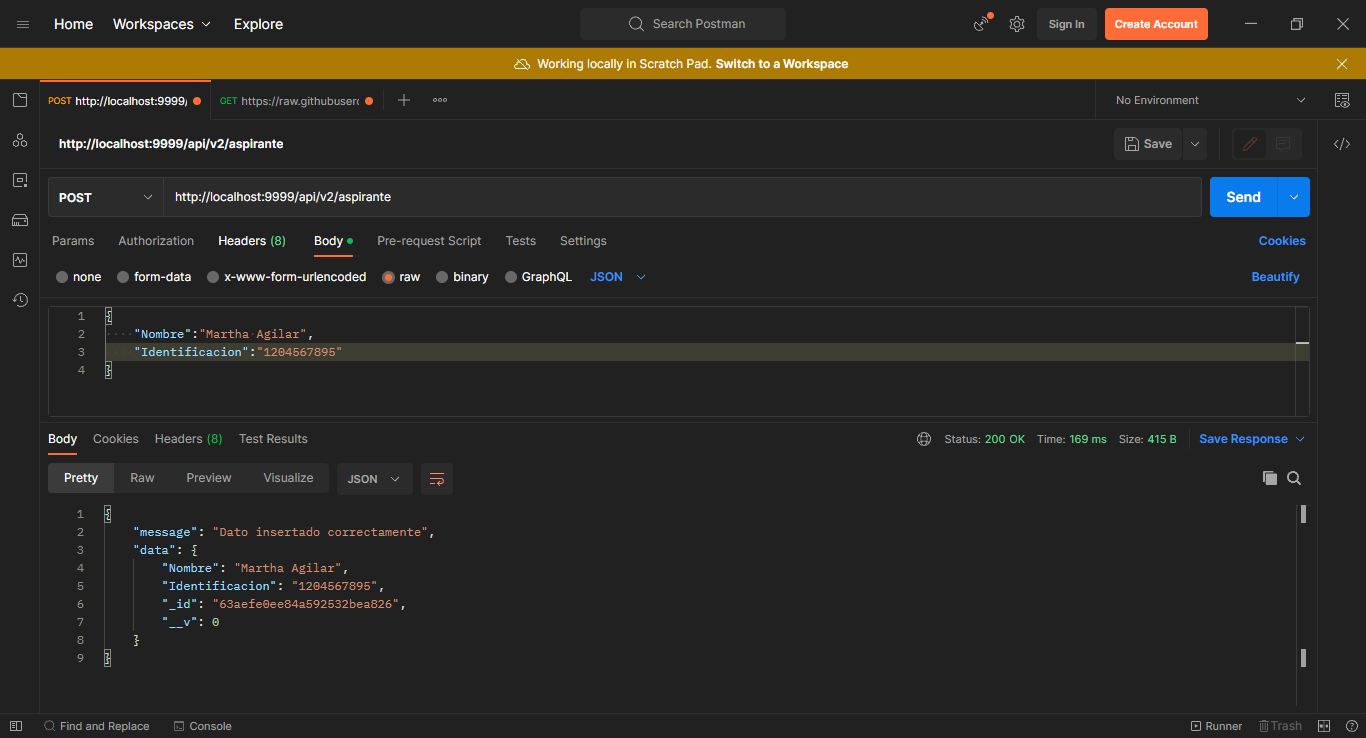 Home Workspaces Explore Search Postman Sign In Create Account
Working locally in Scratch Pad. Switch to a Workspace
POST http://localhost:9999/ GET https://raw.githubuserc No Environment
http://localhost:9999/api/v2/aspirante Save
POST http://localhost:9999/api/v2/aspirante Send
Params Authorization Headers (8) Body Pre-request Script Tests Settings Cookies
none form-data x-www-form-urlencoded raw binary GraphQL JSON Beautify
1 {
2 "Nombre":"Martha Agilar",
3 "Identificacion":"1204567895"
4 }
Body Cookies Headers (8) Test Results Status: 200 OK Time: 169 ms Size: 415 B Save Response
Pretty Raw Preview Visualize JSON
1 {
2 "message": "Dato insertado correctamente",
3 "data": {
4 "Nombre": "Martha Agilar",
5 "Identificacion": "1204567895",
6 "_id": "63aefe0ee84a592532bea826",
7 "__v": 0
8 }
9 }
Find and Replace Console Runner Trash